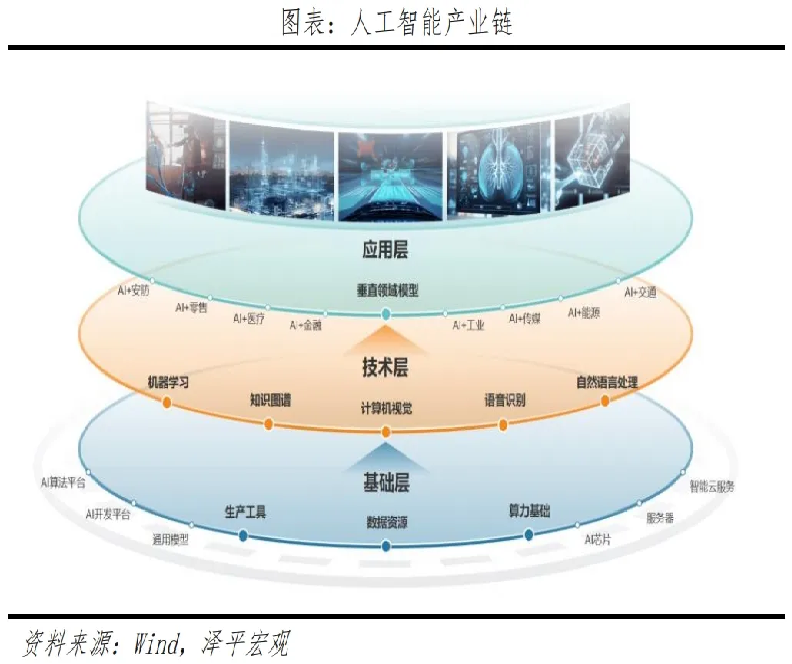 图表：人工智能产业链
应用层
垂直领域模型
AI+安防
AI+零售
AI+医疗
AI+金融
AI+工业
AI+传媒
AI+能源
AI+交通
技术层
机器学习
知识图谱
计算机视觉
语音识别
自然语言处理
基础层
AI算法平台
AI开发平台
通用模型
生产工具
数据资源
算力基础
AI芯片
服务器
智能云服务
资料来源：Wind，泽平宏观